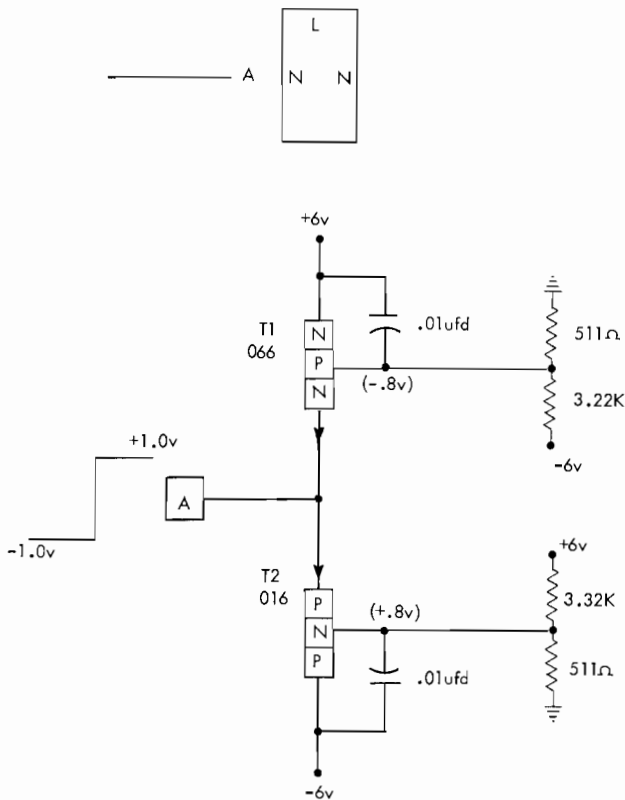 L
A N N
+6v
T1
066
N
P
N
.01ufd
(-.8v)
511Ω
3.22K
-6v
+1.0v
-1.0v
A
+6v
T2
016
P
N
P
(+.8v)
3.32K
.01ufd
511Ω
-6v